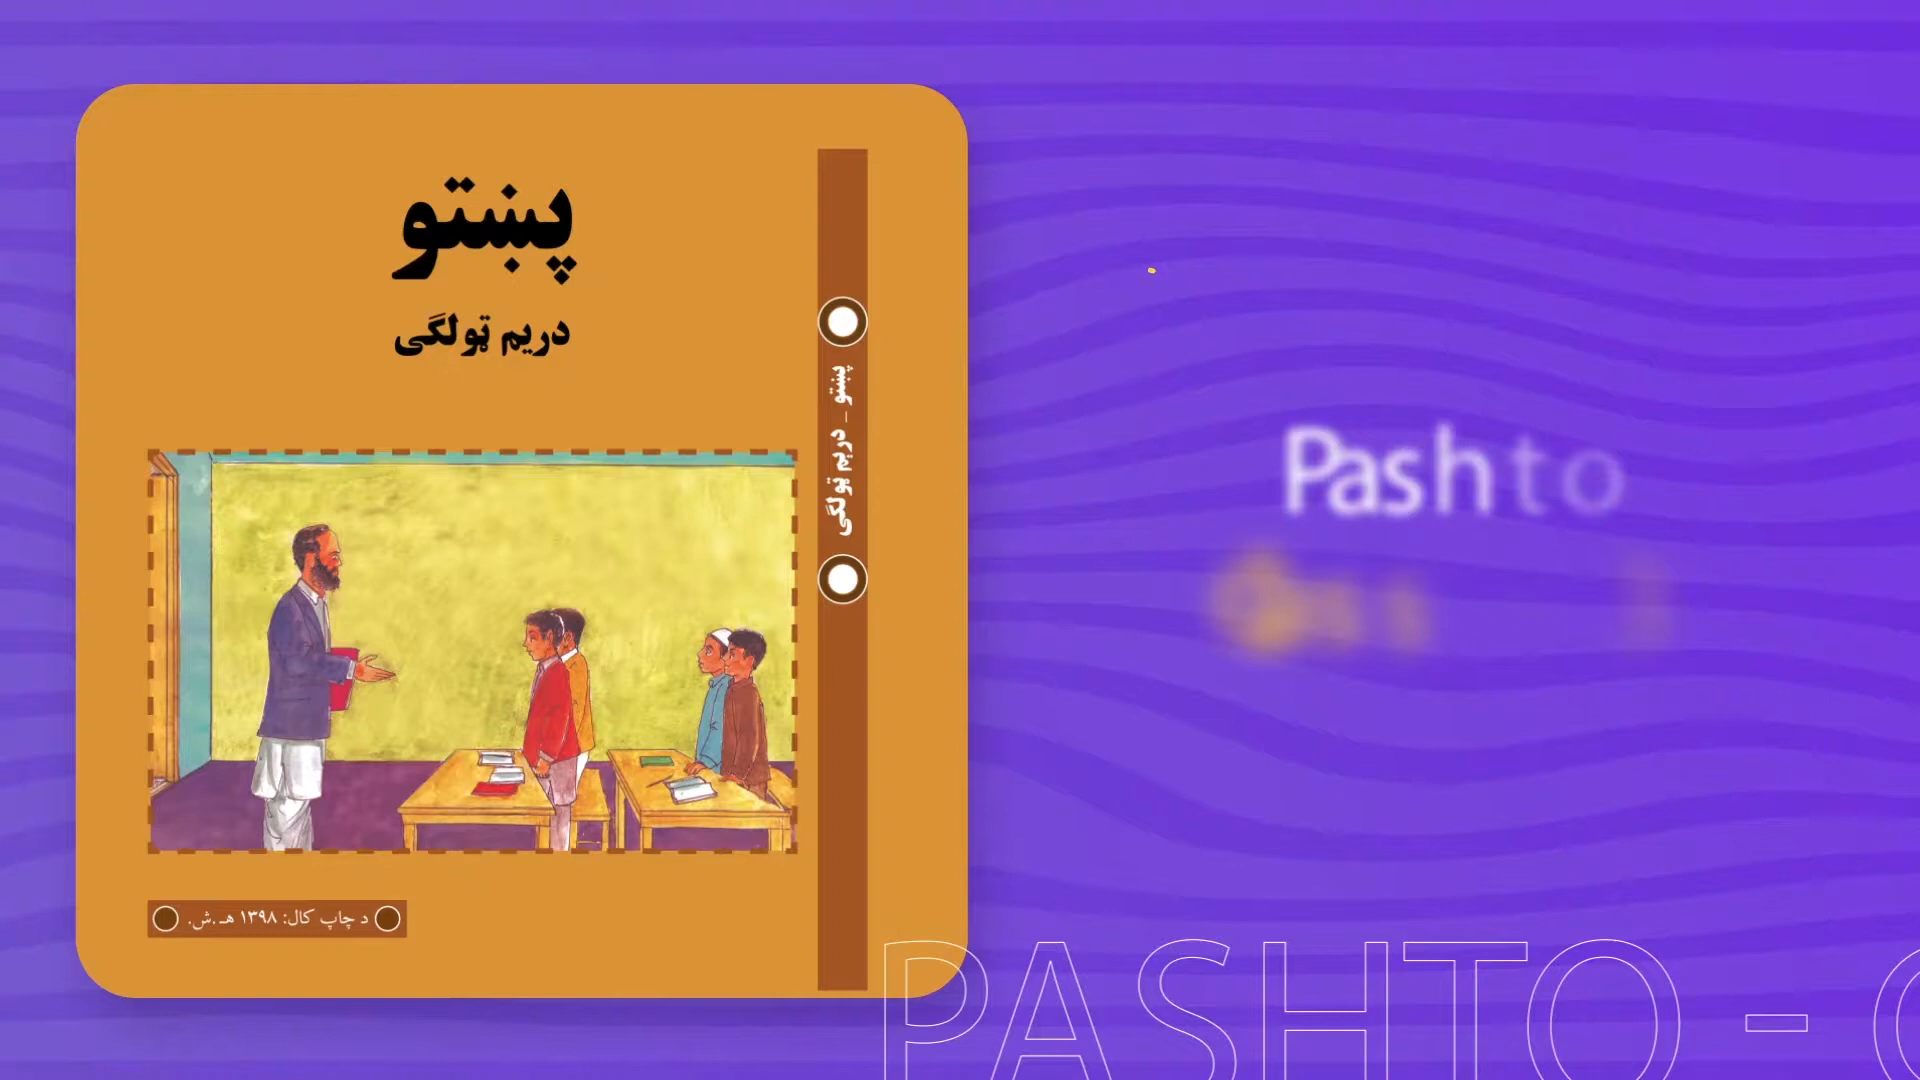 پښتو
دریم ټولګی
پښتو – دریم ټولګی
د چاپ کال: ۱۳۹۸ هـ .ش.
Pashto
PASHTO -